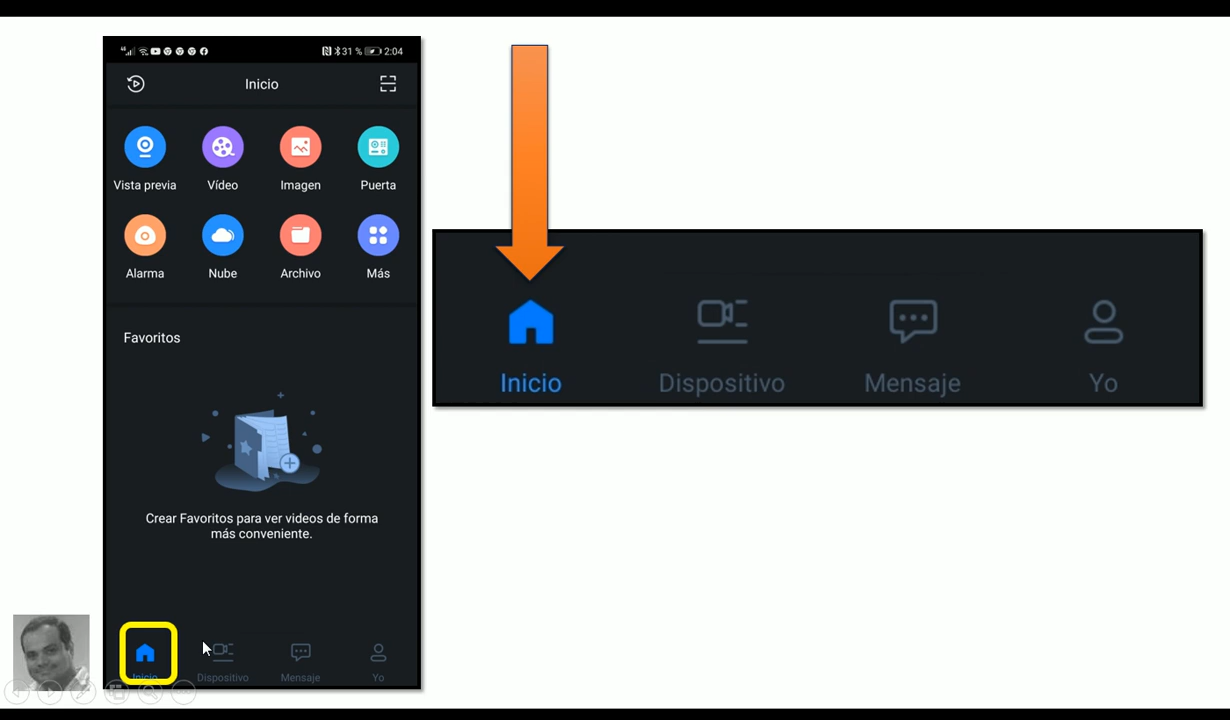 4G 31 % 2:04
Inicio
Vista previa Vídeo Imagen Puerta
Alarma Nube Archivo Más
Favoritos
Crear Favoritos para ver videos de forma
más conveniente.
Inicio Dispositivo Mensaje Yo
Inicio Dispositivo Mensaje Yo